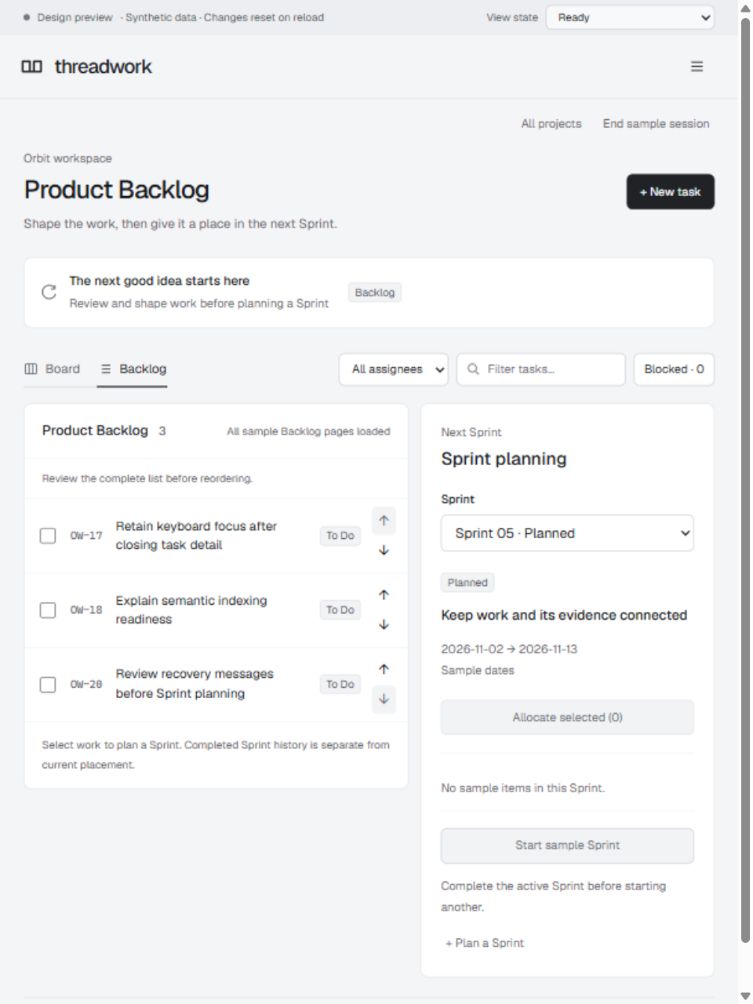 Design preview · Synthetic data · Changes reset on reload
View state
Ready
threadwork
All projects
End sample session
Orbit workspace
Product Backlog
+ New task
Shape the work, then give it a place in the next Sprint.
The next good idea starts here
Review and shape work before planning a Sprint
Backlog
Board
Backlog
All assignees
Filter tasks...
Blocked · 0
Product Backlog 3
All sample Backlog pages loaded
Review the complete list before reordering.
OW-17
Retain keyboard focus after
closing task detail
To Do
OW-18
Explain semantic indexing
readiness
To Do
OW-20
Review recovery messages
before Sprint planning
To Do
Select work to plan a Sprint. Completed Sprint history is separate from
current placement.
Next Sprint
Sprint planning
Sprint
Sprint 05 · Planned
Planned
Keep work and its evidence connected
2026-11-02 → 2026-11-13
Sample dates
Allocate selected (0)
No sample items in this Sprint.
Start sample Sprint
Complete the active Sprint before starting
another.
+ Plan a Sprint